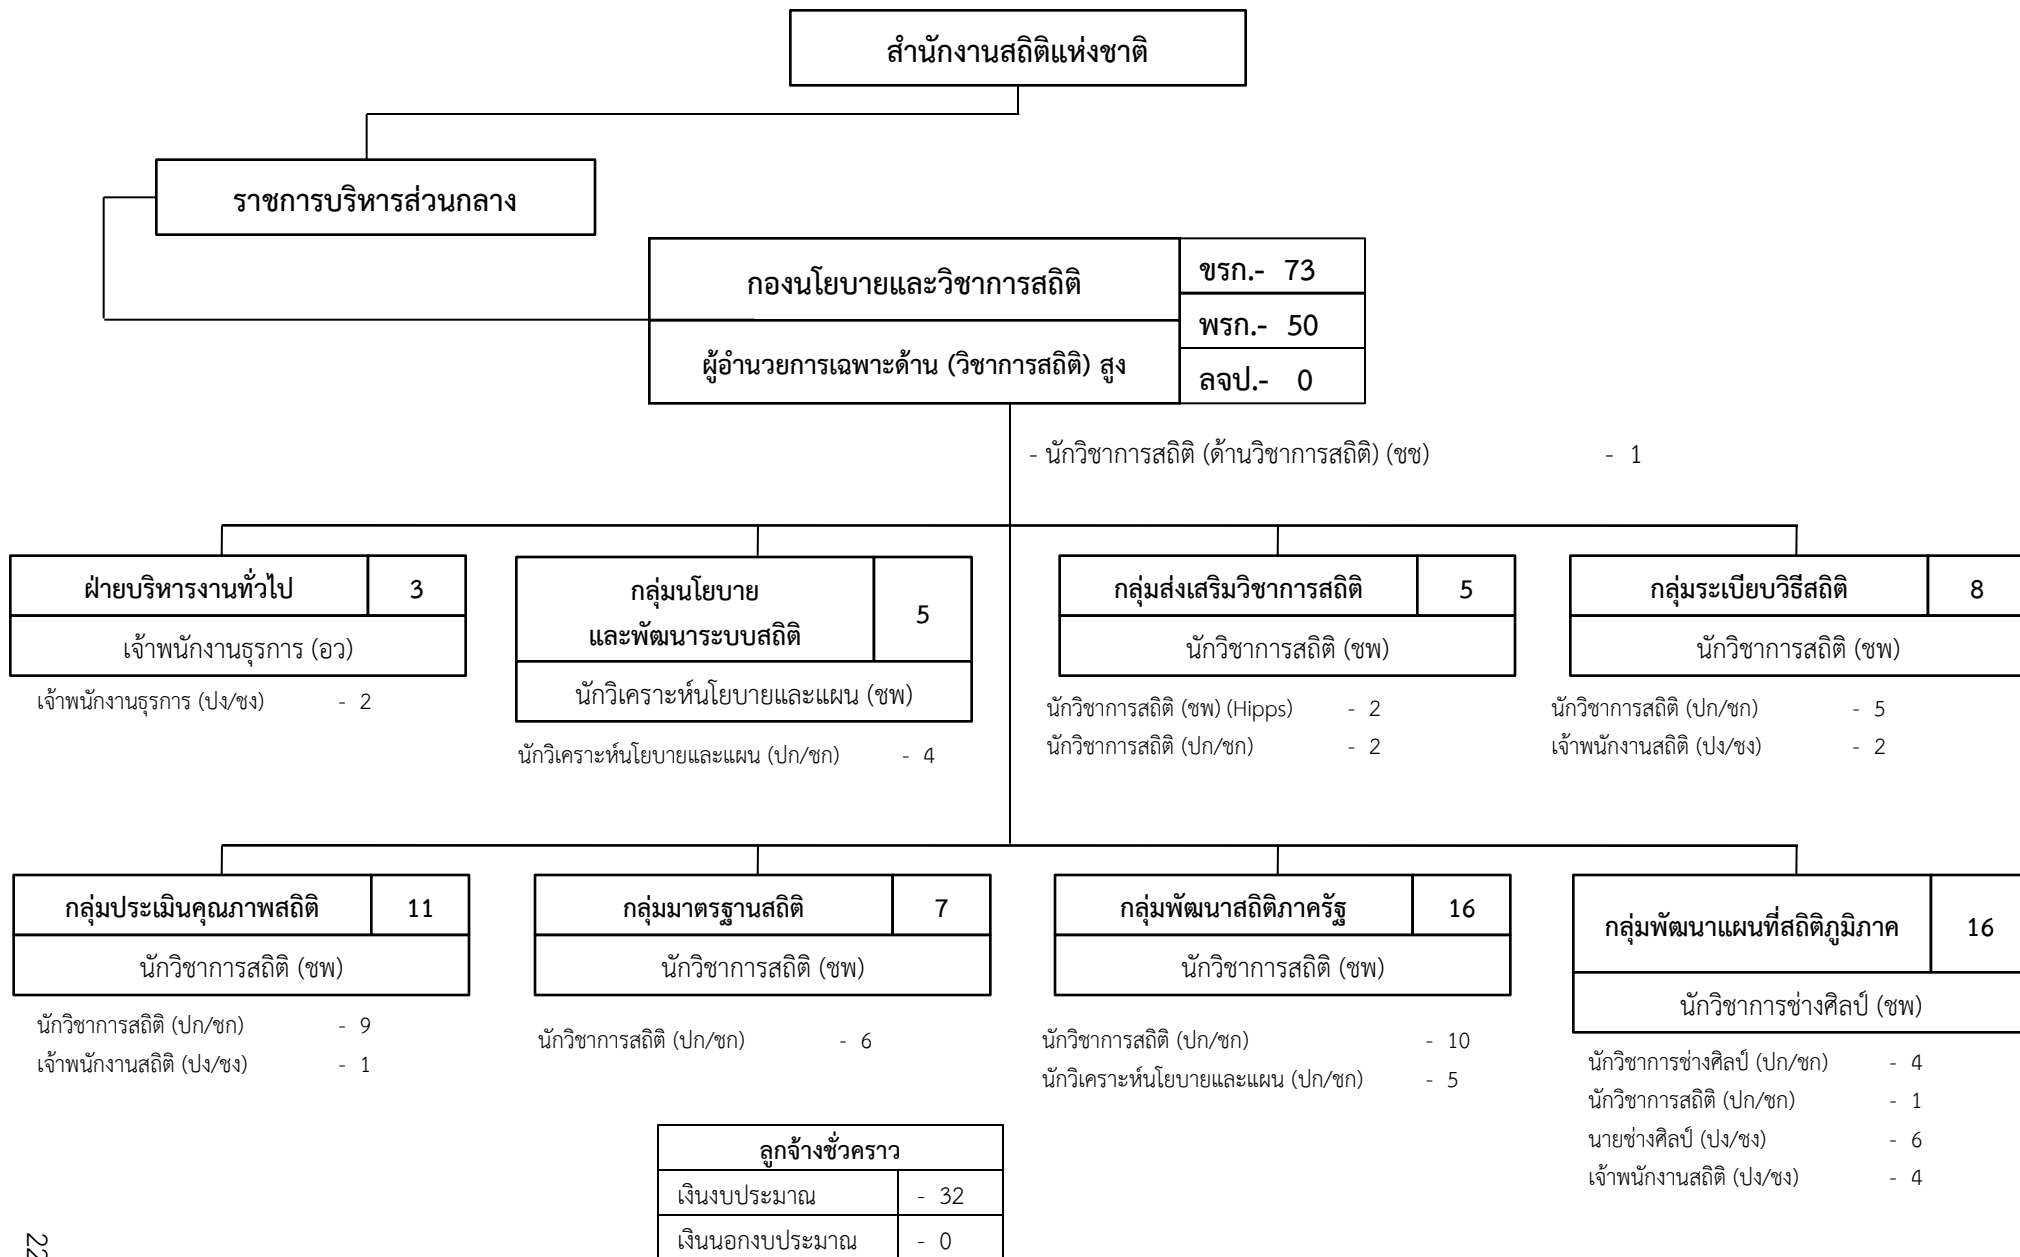 สำนักงานสถิติแห่งชาติ
ราชการบริหารส่วนกลาง
กองนโยบายและวิชาการสถิติ
ผู้อำนวยการเฉพาะด้าน (วิชาการสถิติ) สูง
ขรก.- 73
พรก.- 50
ลจป.- 0
- นักวิชาการสถิติ (ด้านวิชาการสถิติ) (ชช) - 1
ฝ่ายบริหารงานทั่วไป 3
เจ้าพนักงานธุรการ (อว)
เจ้าพนักงานธุรการ (ปง/ชง) - 2
กลุ่มนโยบาย
และพัฒนาระบบสถิติ 5
นักวิเคราะห์นโยบายและแผน (ชพ)
นักวิเคราะห์นโยบายและแผน (ปก/ชก) - 4
กลุ่มส่งเสริมวิชาการสถิติ 5
นักวิชาการสถิติ (ชพ)
นักวิชาการสถิติ (ชพ) (Hipps) - 2
นักวิชาการสถิติ (ปก/ชก) - 2
กลุ่มระเบียบวิธีสถิติ 8
นักวิชาการสถิติ (ชพ)
นักวิชาการสถิติ (ปก/ชก) - 5
เจ้าพนักงานสถิติ (ปง/ชง) - 2
กลุ่มประเมินคุณภาพสถิติ 11
นักวิชาการสถิติ (ชพ)
นักวิชาการสถิติ (ปก/ชก) - 9
เจ้าพนักงานสถิติ (ปง/ชง) - 1
กลุ่มมาตรฐานสถิติ 7
นักวิชาการสถิติ (ชพ)
นักวิชาการสถิติ (ปก/ชก) - 6
กลุ่มพัฒนาสถิติภาครัฐ 16
นักวิชาการสถิติ (ชพ)
นักวิชาการสถิติ (ปก/ชก) - 10
นักวิเคราะห์นโยบายและแผน (ปก/ชก) - 5
กลุ่มพัฒนาแผนที่สถิติภูมิภาค 16
นักวิชาการช่างศิลป์ (ชพ)
นักวิชาการช่างศิลป์ (ปก/ชก) - 4
นักวิชาการสถิติ (ปก/ชก) - 1
นายช่างศิลป์ (ปง/ชง) - 6
เจ้าพนักงานสถิติ (ปง/ชง) - 4
ลูกจ้างชั่วคราว
เงินงบประมาณ - 32
เงินนอกงบประมาณ - 0
22